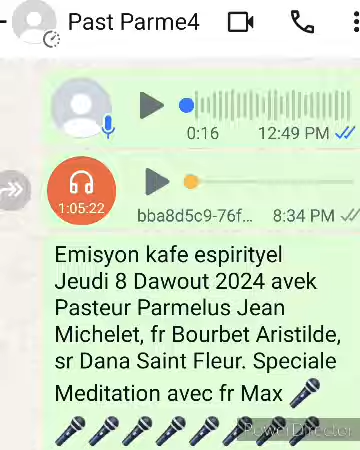 Past Parme4
0:16 12:49 PM
1:05:22
bba8d5c9-76f... 8:34 PM
Emisyon kafe espirityel
Jeudi 8 Dawout 2024 avek
Pasteur Parmelus Jean
Michelet, fr Bourbet Aristilde,
sr Dana Saint Fleur. Speciale
Meditation avec fr Max 🎤
🎤🎤🎤🎤🎤🎤🎤🎤
PowerDirector